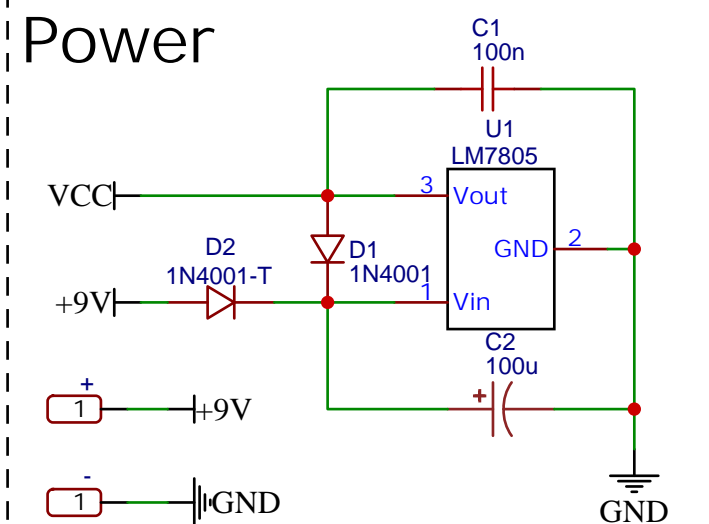 Power
C1
100n
U1
LM7805
VCC
3
Vout
D2
1N4001-T
D1
1N4001
GND
2
+9V
1
Vin
C2
100u
+
+
1
+9V
-
1
GND
GND